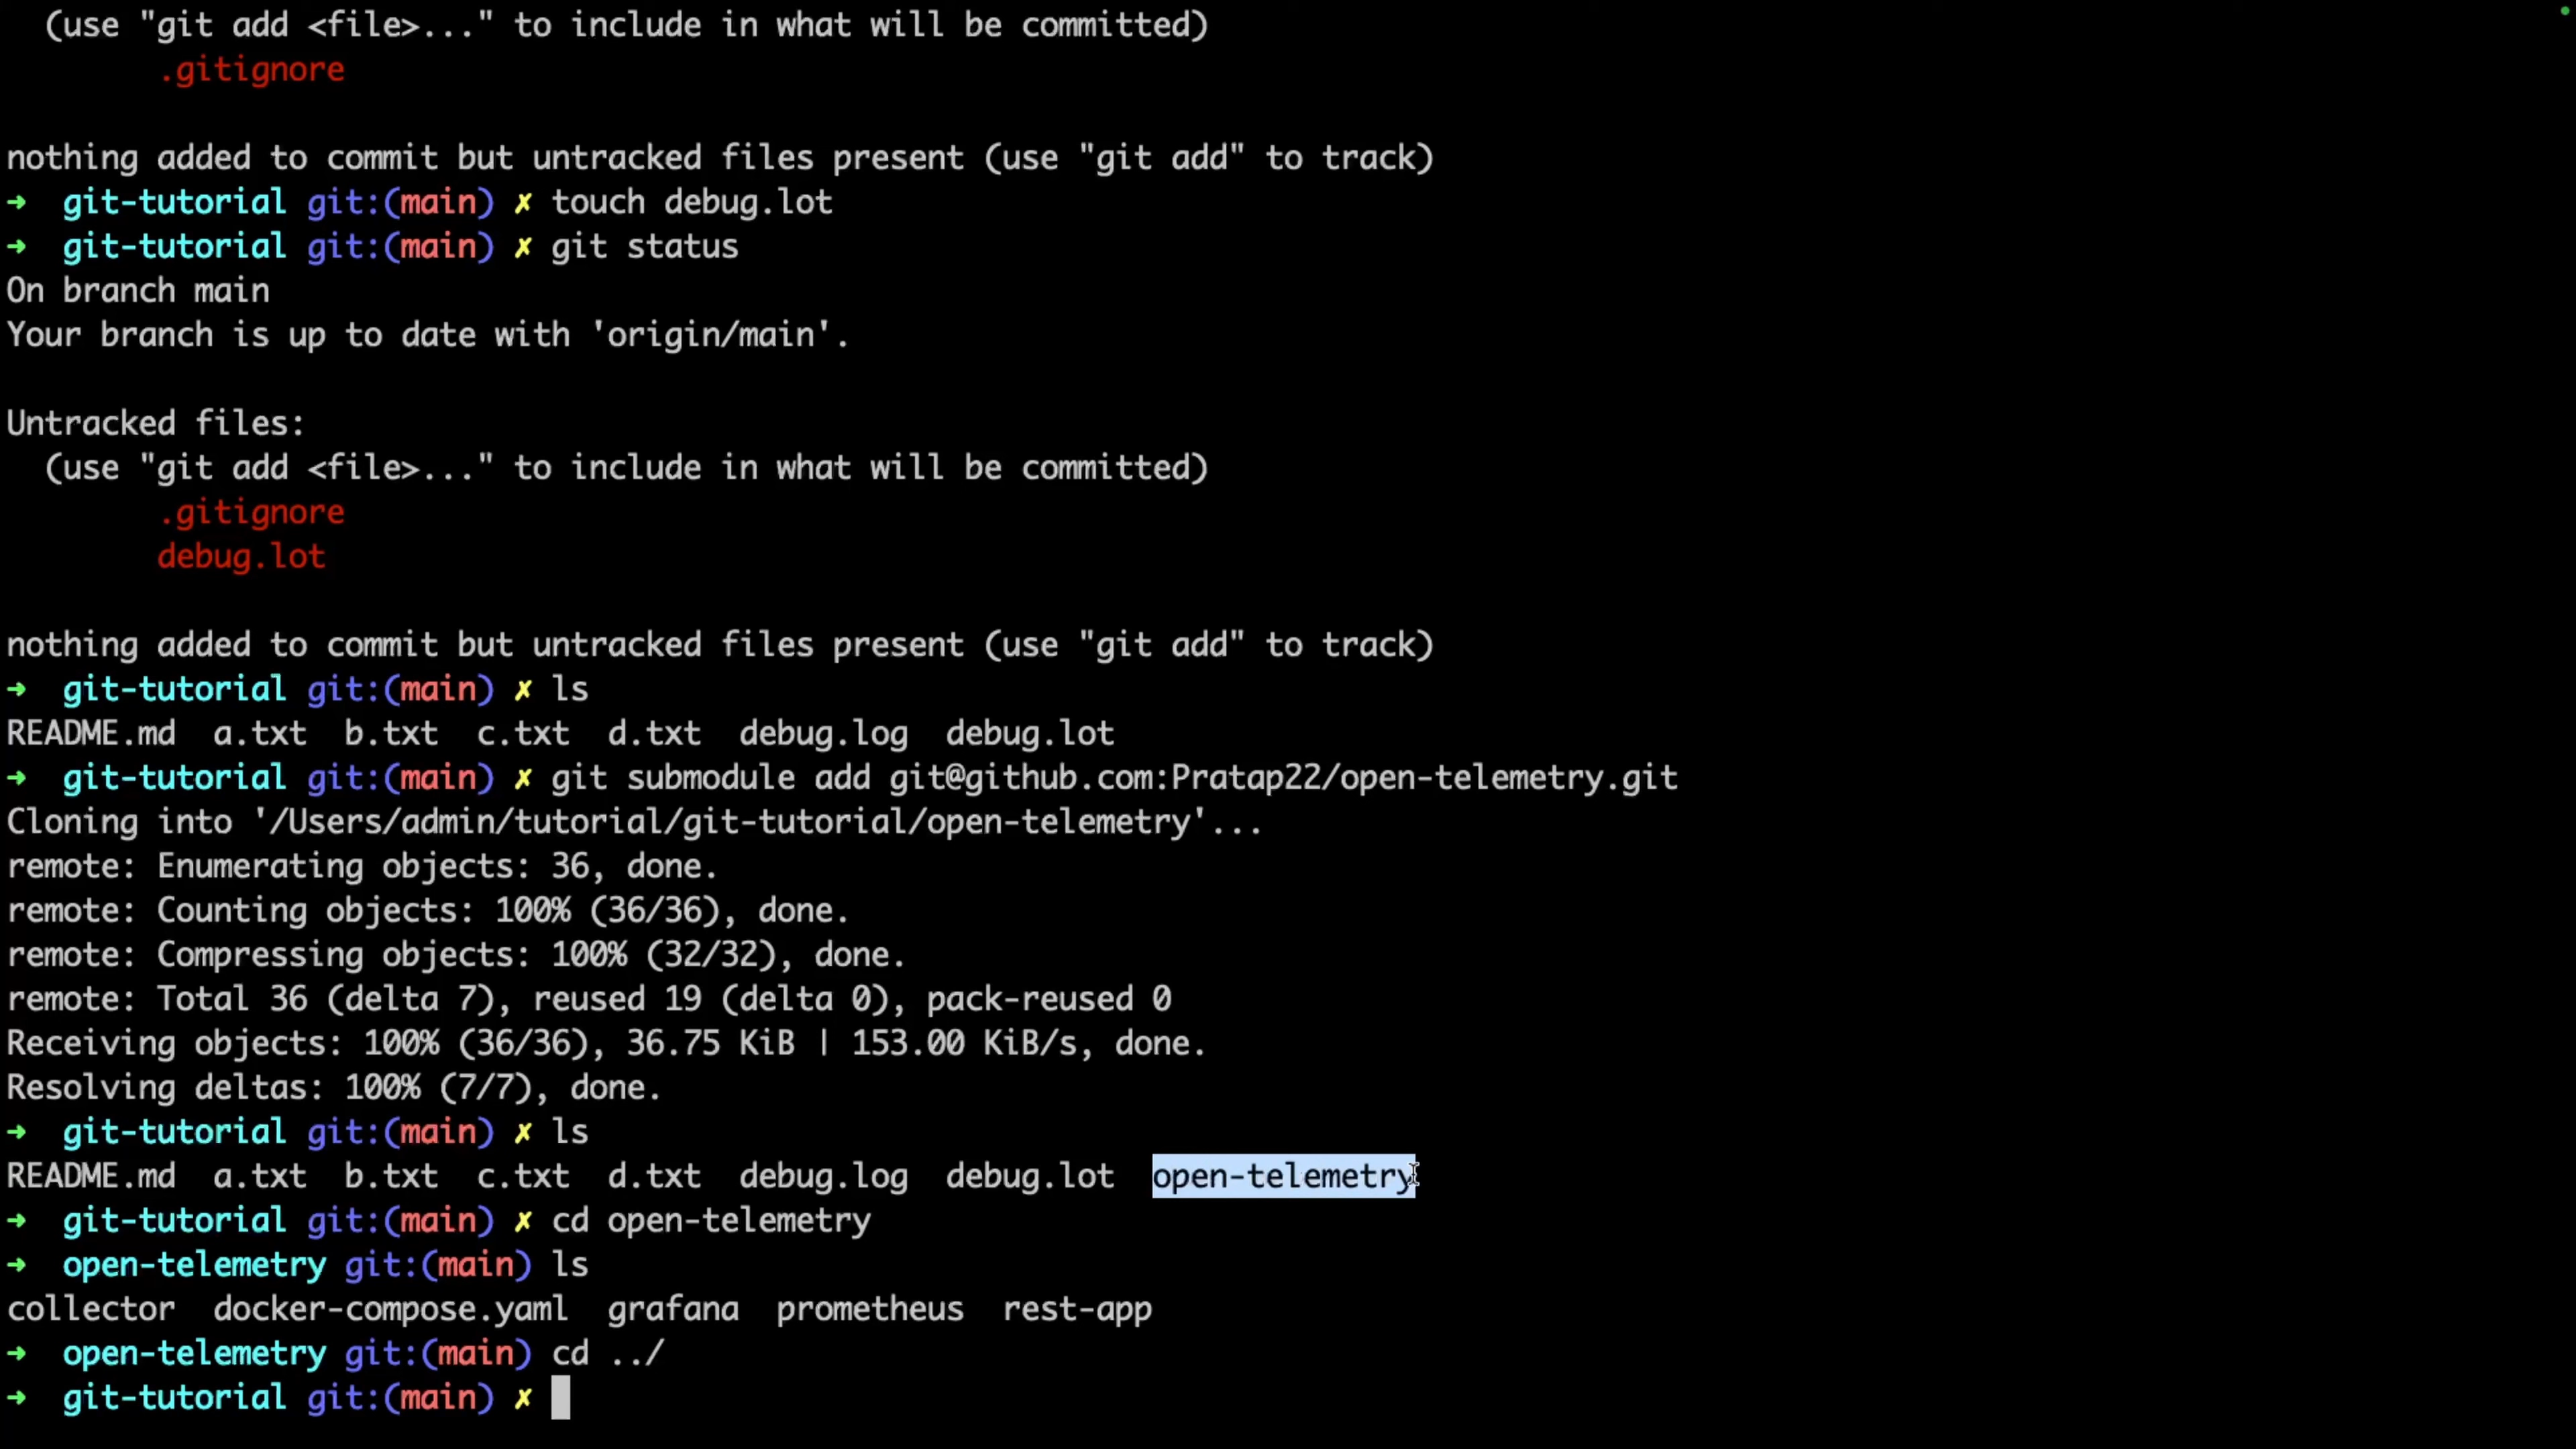 (use "git add <file>..." to include in what will be committed)
.gitignore
nothing added to commit but untracked files present (use "git add" to track)
➜ git-tutorial git:(main) ✗ touch debug.lot
➜ git-tutorial git:(main) ✗ git status
On branch main
Your branch is up to date with 'origin/main'.
Untracked files:
(use "git add <file>..." to include in what will be committed)
.gitignore
debug.lot
nothing added to commit but untracked files present (use "git add" to track)
➜ git-tutorial git:(main) ✗ ls
README.md a.txt b.txt c.txt d.txt debug.log debug.lot
➜ git-tutorial git:(main) ✗ git submodule add git@github.com:Pratap22/open-telemetry.git
Cloning into '/Users/admin/tutorial/git-tutorial/open-telemetry'...
remote: Enumerating objects: 36, done.
remote: Counting objects: 100% (36/36), done.
remote: Compressing objects: 100% (32/32), done.
remote: Total 36 (delta 7), reused 19 (delta 0), pack-reused 0
Receiving objects: 100% (36/36), 36.75 KiB | 153.00 KiB/s, done.
Resolving deltas: 100% (7/7), done.
➜ git-tutorial git:(main) ✗ ls
README.md a.txt b.txt c.txt d.txt debug.log debug.lot open-telemetry
➜ git-tutorial git:(main) ✗ cd open-telemetry
➜ open-telemetry git:(main) ls
collector docker-compose.yaml grafana prometheus rest-app
➜ open-telemetry git:(main) cd ../
➜ git-tutorial git:(main) ✗